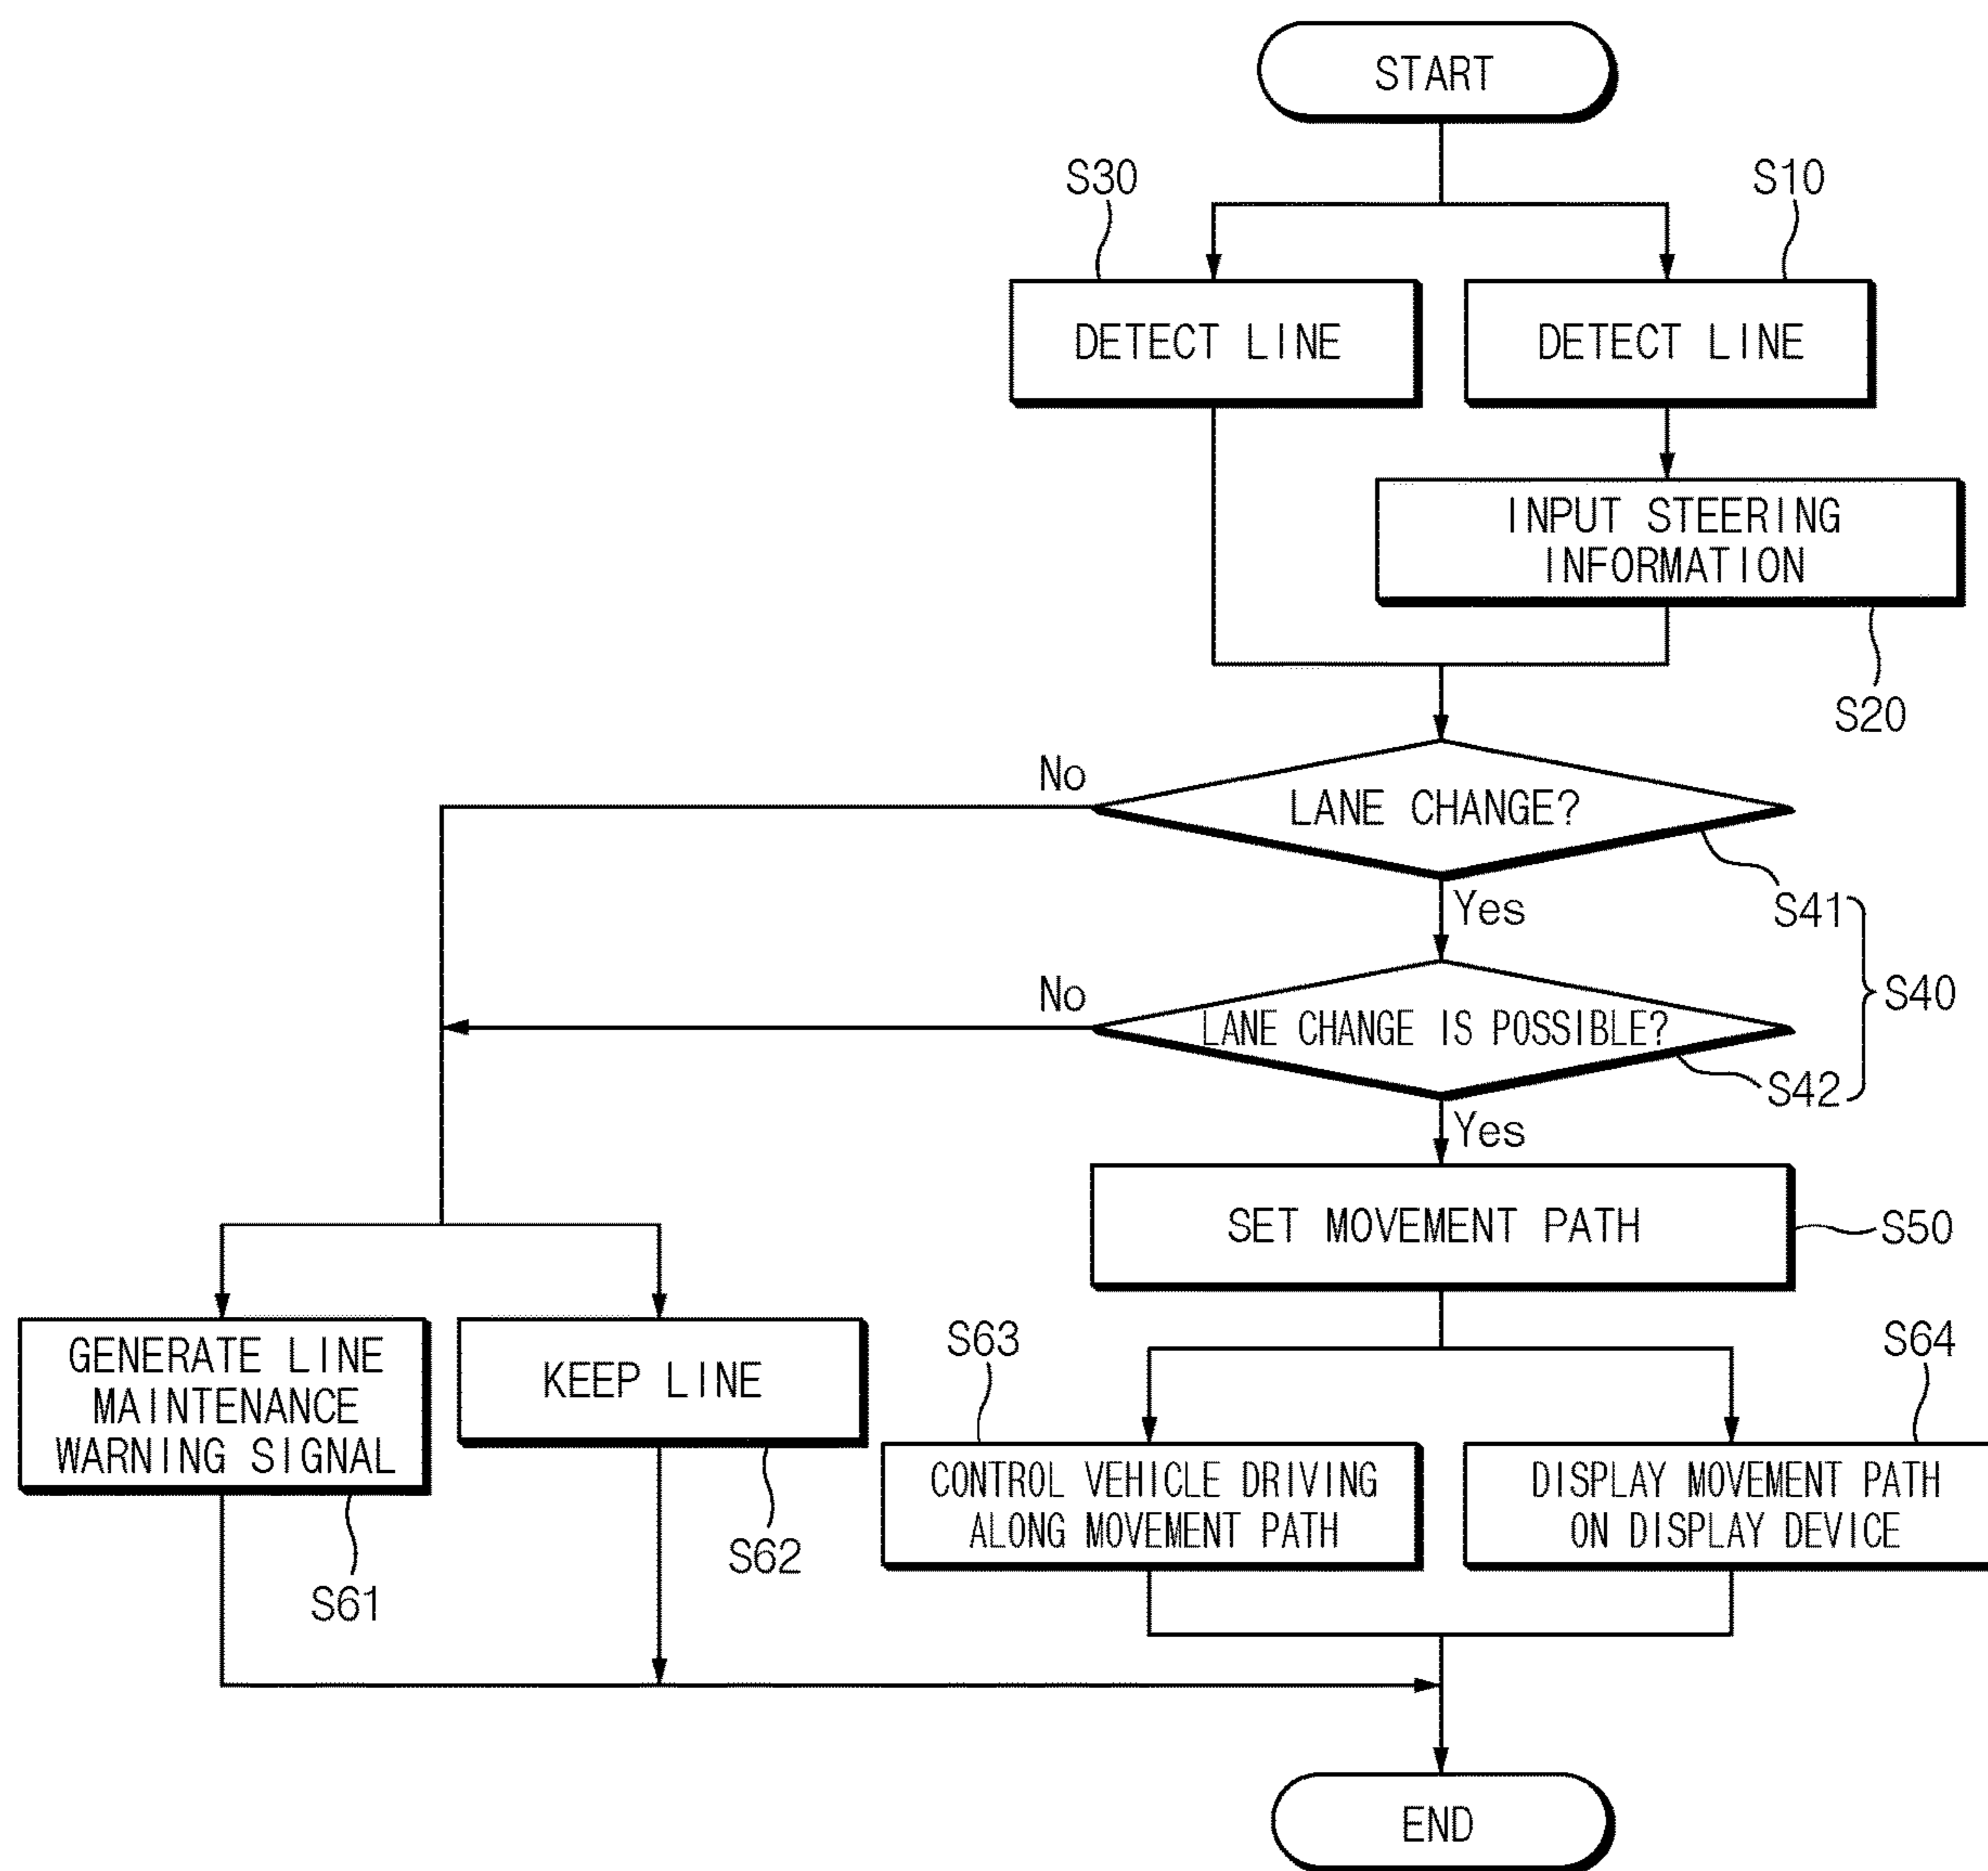 START
S30
S10
DETECT LINE
DETECT LINE
INPUT STEERING
INFORMATION
S20
No
LANE CHANGE?
Yes
S41
S40
No
LANE CHANGE IS POSSIBLE?
S42
Yes
SET MOVEMENT PATH
S50
GENERATE LINE
MAINTENANCE
WARNING SIGNAL
S61
KEEP LINE
S62
S63
CONTROL VEHICLE DRIVING
ALONG MOVEMENT PATH
S64
DISPLAY MOVEMENT PATH
ON DISPLAY DEVICE
END